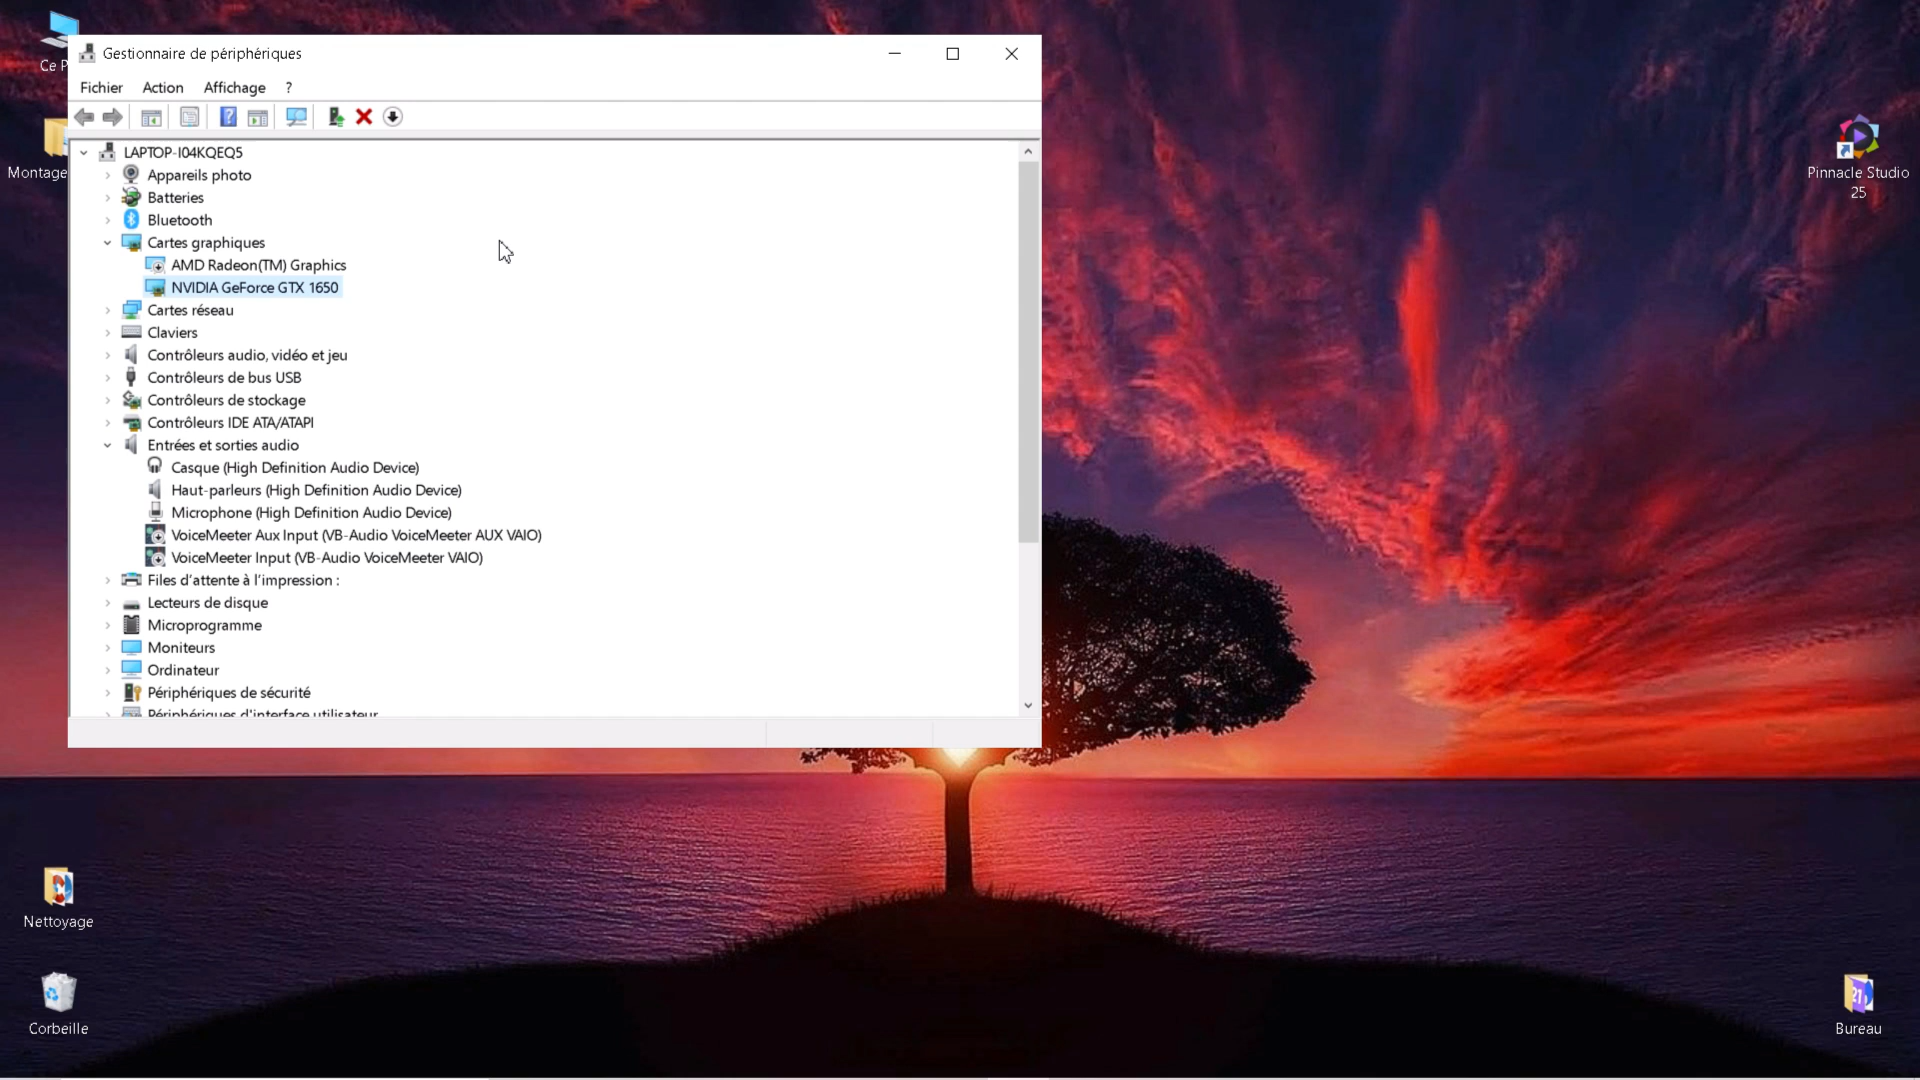 Gestionnaire de périphériques
Fichier Action Affichage ?
LAPTOP-I04KQEQ5
Appareils photo
Batteries
Bluetooth
Cartes graphiques
AMD Radeon(TM) Graphics
NVIDIA GeForce GTX 1650
Cartes réseau
Claviers
Contrôleurs audio, vidéo et jeu
Contrôleurs de bus USB
Contrôleurs de stockage
Contrôleurs IDE ATA/ATAPI
Entrées et sorties audio
Casque (High Definition Audio Device)
Haut-parleurs (High Definition Audio Device)
Microphone (High Definition Audio Device)
VoiceMeeter Aux Input (VB-Audio VoiceMeeter AUX VAIO)
VoiceMeeter Input (VB-Audio VoiceMeeter VAIO)
Files d'attente à l'impression :
Lecteurs de disque
Microprogramme
Moniteurs
Ordinateur
Périphériques de sécurité
Périphériques d'interface utilisateur
Ce P
Montage
Nettoyage
Corbeille
Pinnacle Studio
25
21
Bureau